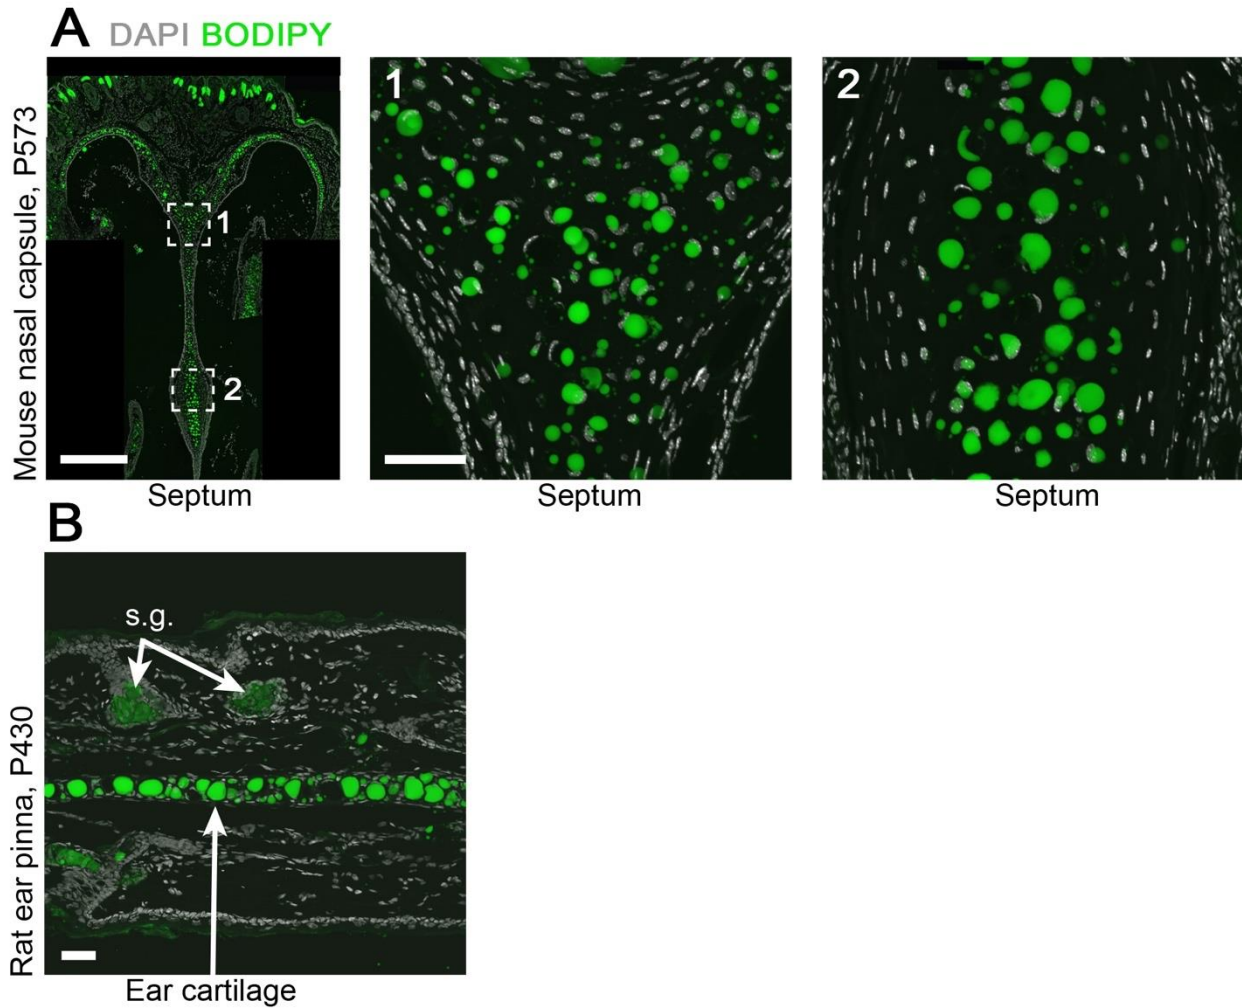 A DAPI BODIPY
Mouse nasal capsule, P573
1
2
1
2
Septum
Septum
Septum
B
Rat ear pinna, P430
s.g.
Ear cartilage